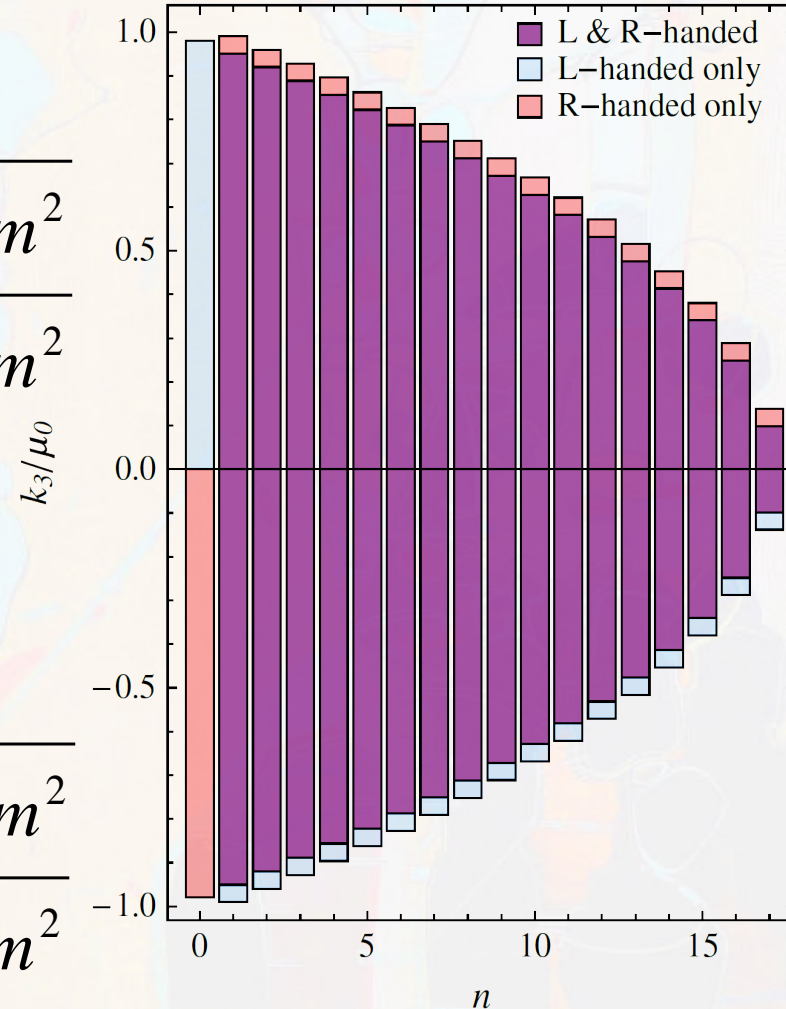 1.0
L & R−handed
L−handed only
R−handed only
m²
0.5
m²
k₃/μ₀
0.0
−0.5
m²
−1.0
m²
0 5 10 15
n